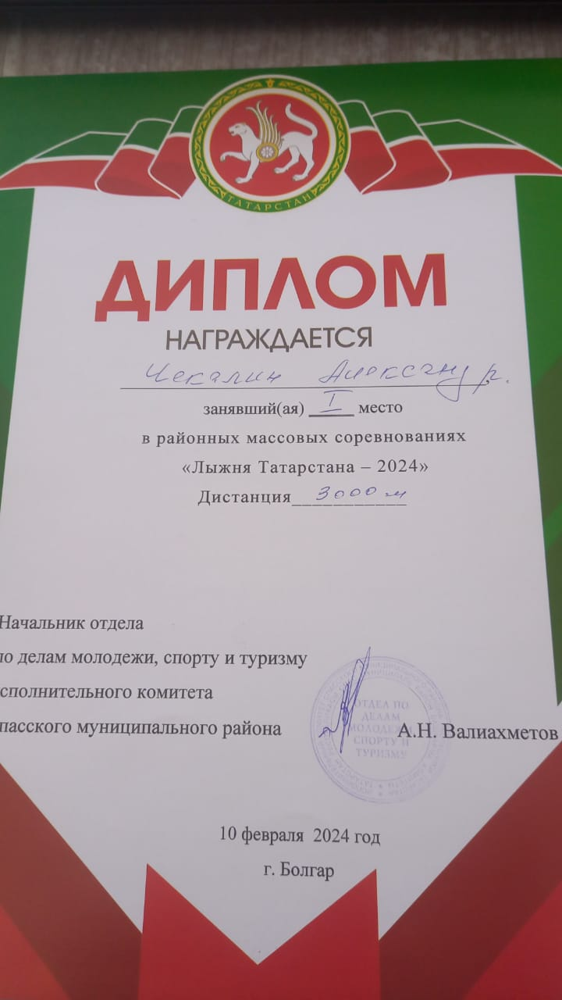 ТАТАРСТАН
ДИПЛОМ
НАГРАЖДАЕТСЯ
Чекалин Александр.
занявший(ая) I место
в районных массовых соревнованиях
«Лыжня Татарстана – 2024»
Дистанция 3000 м
Начальник отдела
по делам молодежи, спорту и туризму
сполнительного комитета
пасского муниципального района
ОТДЕЛ ПО
ДЕЛАМ
МОЛОДЕЖИ,
СПОРТУ И
ТУРИЗМУ
А.Н. Валиахметов
10 февраля 2024 год
г. Болгар